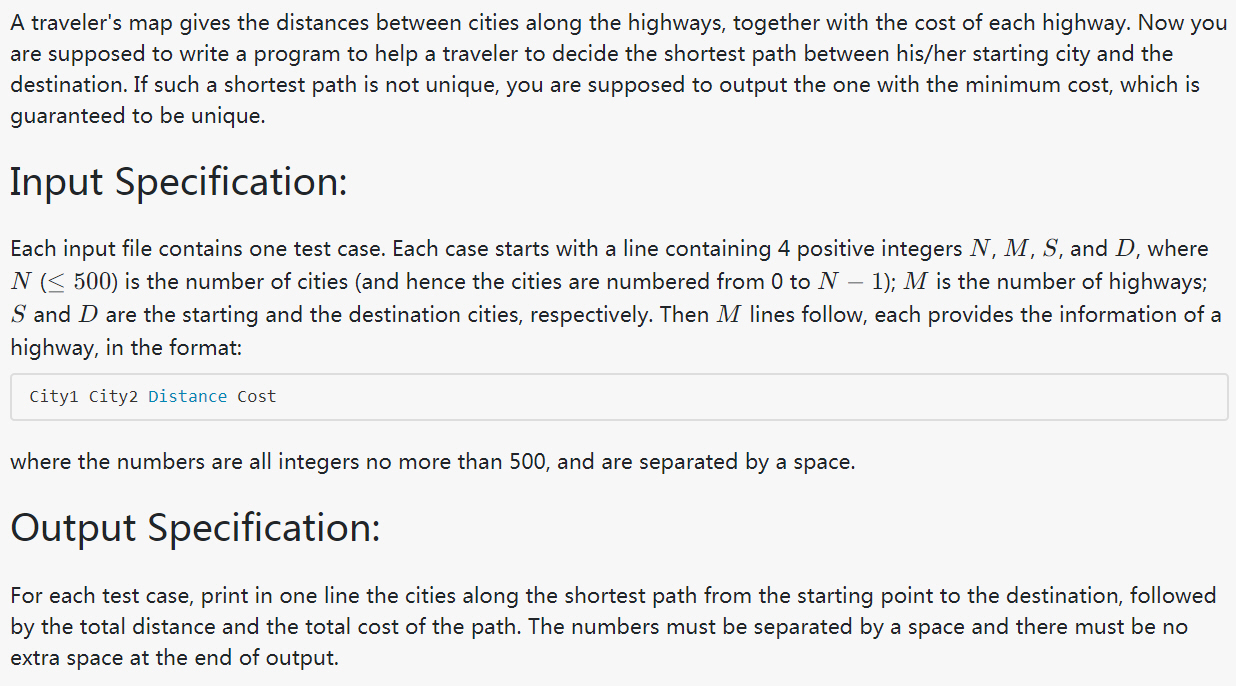 A traveler's map gives the distances between cities along the highways, together with the cost of each highway. Now you
are supposed to write a program to help a traveler to decide the shortest path between his/her starting city and the
destination. If such a shortest path is not unique, you are supposed to output the one with the minimum cost, which is
guaranteed to be unique.
Input Specification:
Each input file contains one test case. Each case starts with a line containing 4 positive integers N, M, S, and D, where
N (≤ 500) is the number of cities (and hence the cities are numbered from 0 to N − 1); M is the number of highways;
S and D are the starting and the destination cities, respectively. Then M lines follow, each provides the information of a
highway, in the format:
City1 City2 Distance Cost
where the numbers are all integers no more than 500, and are separated by a space.
Output Specification:
For each test case, print in one line the cities along the shortest path from the starting point to the destination, followed
by the total distance and the total cost of the path. The numbers must be separated by a space and there must be no
extra space at the end of output.